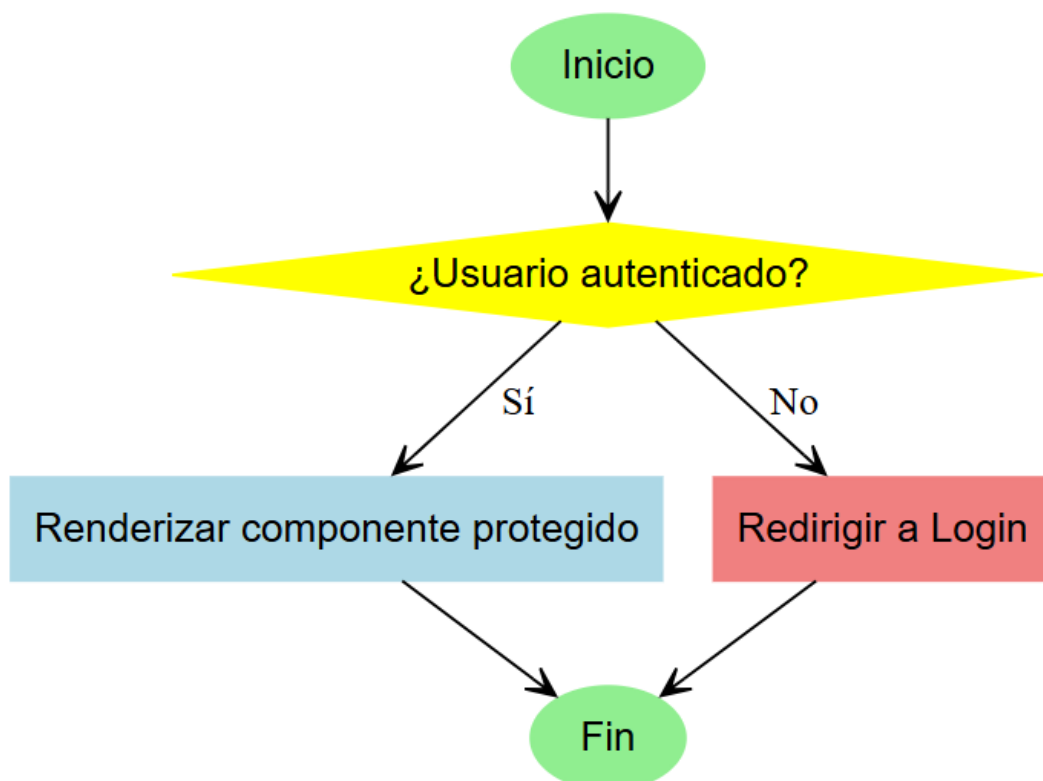 Inicio
¿Usuario autenticado?
Sí
No
Renderizar componente protegido
Redirigir a Login
Fin